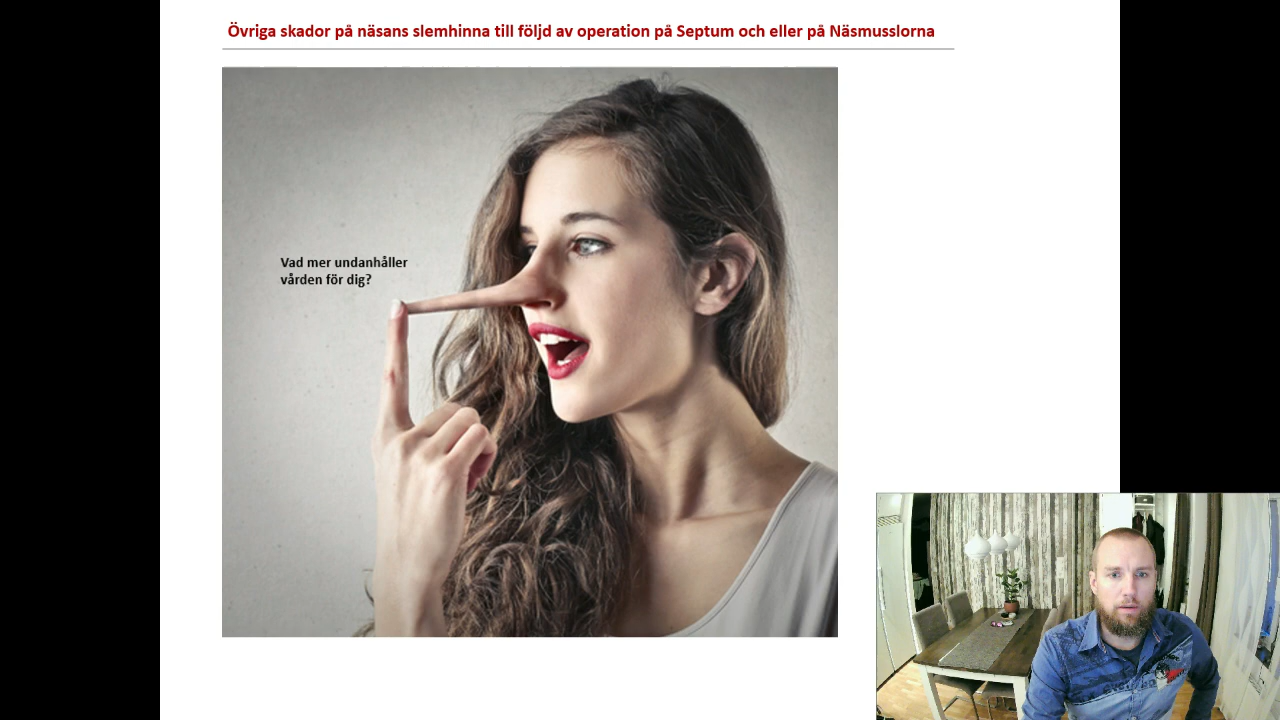 Övriga skador på näsans slemhinna till följd av operation på Septum och eller på Näsmusslorna
Vad mer undanhåller
vården för dig?